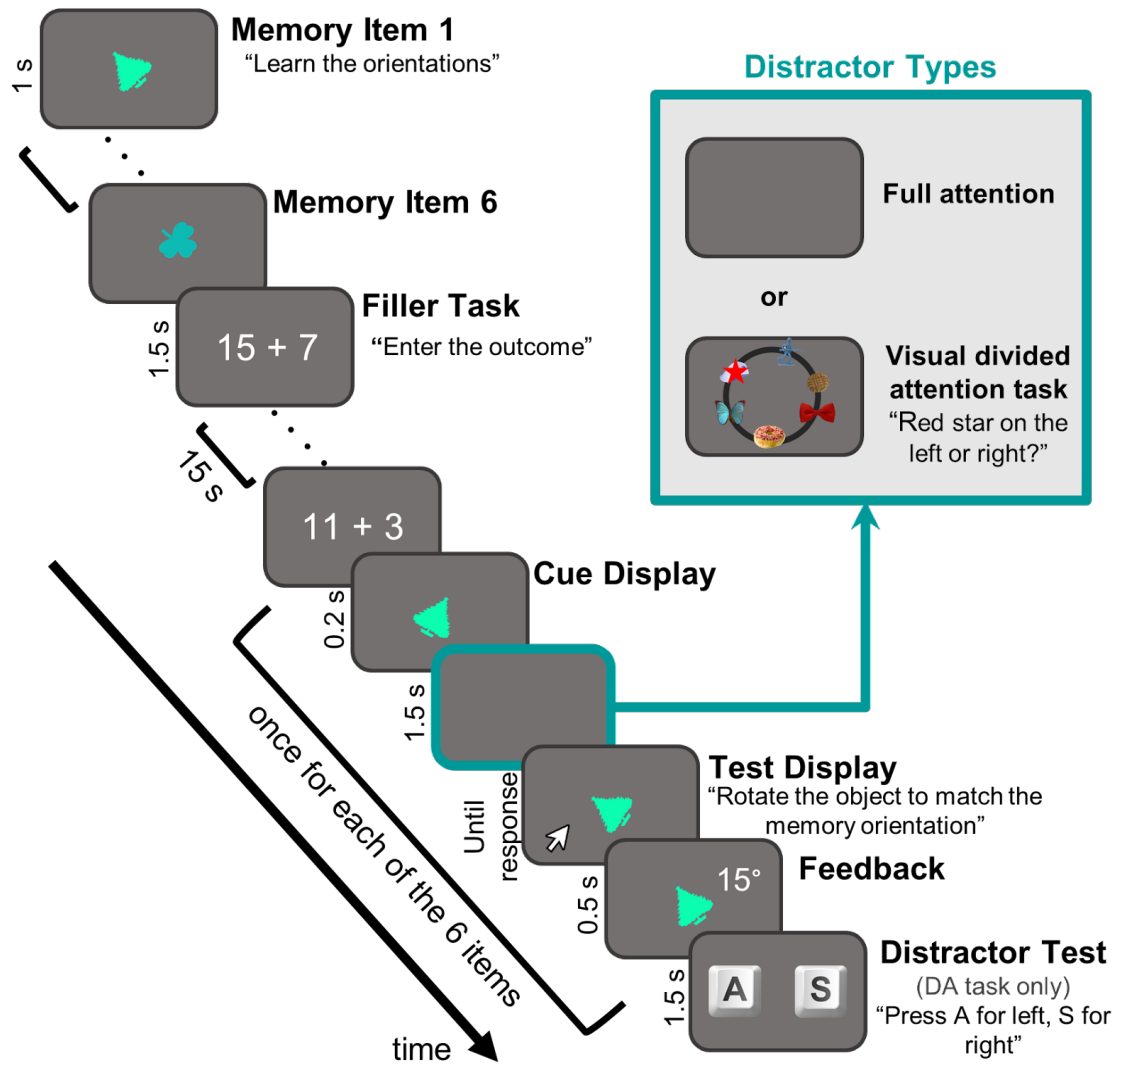 Memory Item 1
“Learn the orientations”
1 s
Memory Item 6
Filler Task
“Enter the outcome”
1.5 s
15 + 7
15 s
11 + 3
Cue Display
0.2 s
1.5 s
Distractor Types
Full attention
or
Visual divided
attention task
“Red star on the
left or right?”
Test Display
“Rotate the object to match the
memory orientation”
Until
response
Feedback
15°
0.5 s
Distractor Test
(DA task only)
“Press A for left, S for
right”
A S
1.5 s
once for each of the 6 items
time